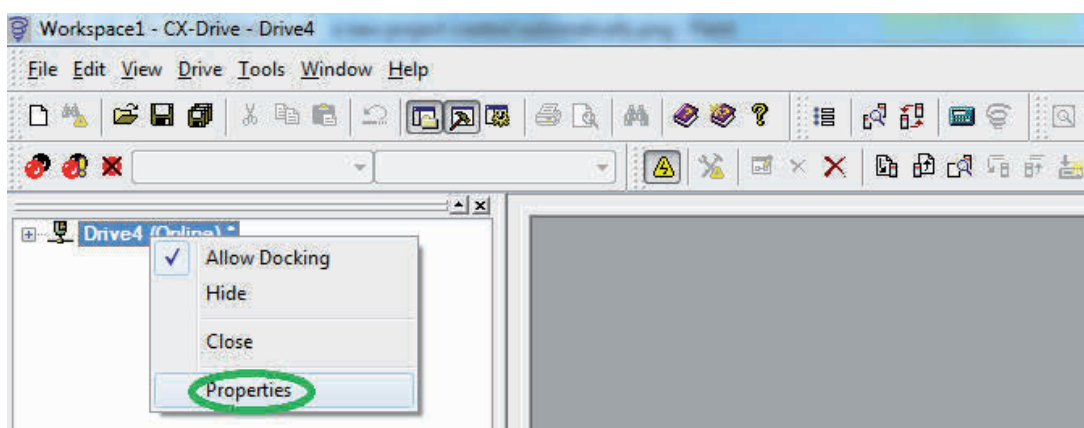 Workspace1 - CX-Drive - Drive4
File Edit View Drive Tools Window Help
Drive4 (Online) *
Allow Docking
Hide
Close
Properties